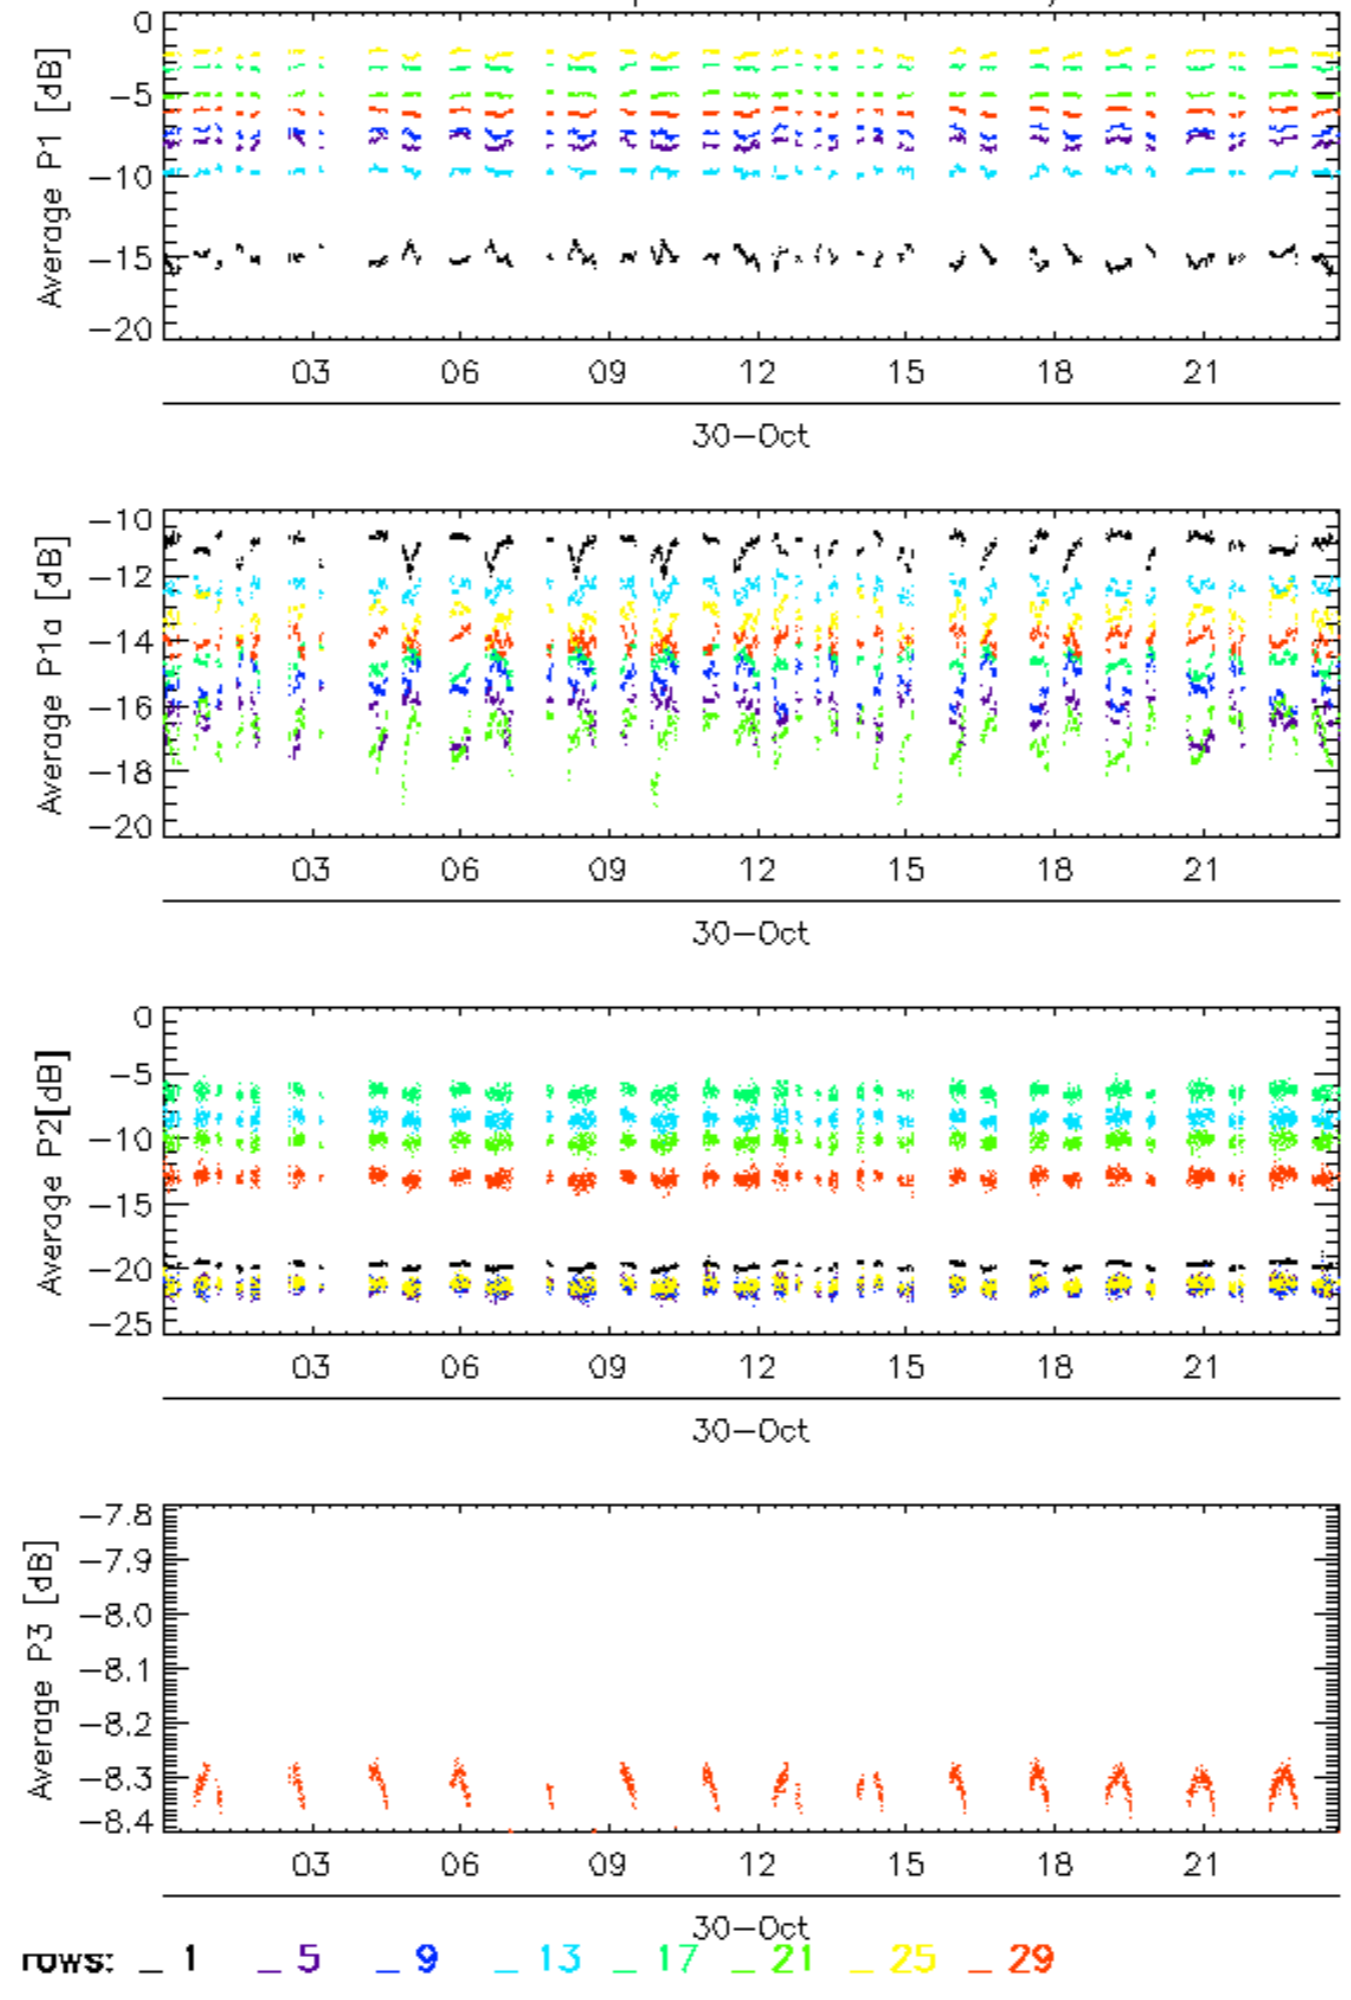 0
−5
−10
−15
−20
Average P1 [dB]
03 06 09 12 15 18 21
30−Oct
−10
−12
−14
−16
−18
−20
Average P1a [dB]
03 06 09 12 15 18 21
30−Oct
0
−5
−10
−15
−20
−25
Average P2[dB]
03 06 09 12 15 18 21
30−Oct
−7.8
−7.9
−8.0
−8.1
−8.2
−8.3
−8.4
Average P3 [dB]
03 06 09 12 15 18 21
30−Oct
rows: _ 1 _ 5 _ 9 _ 13 _ 17 _ 21 _ 25 _ 29